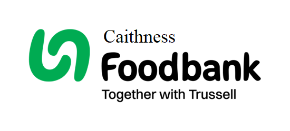 Caithness
Foodbank
Together with Trussell